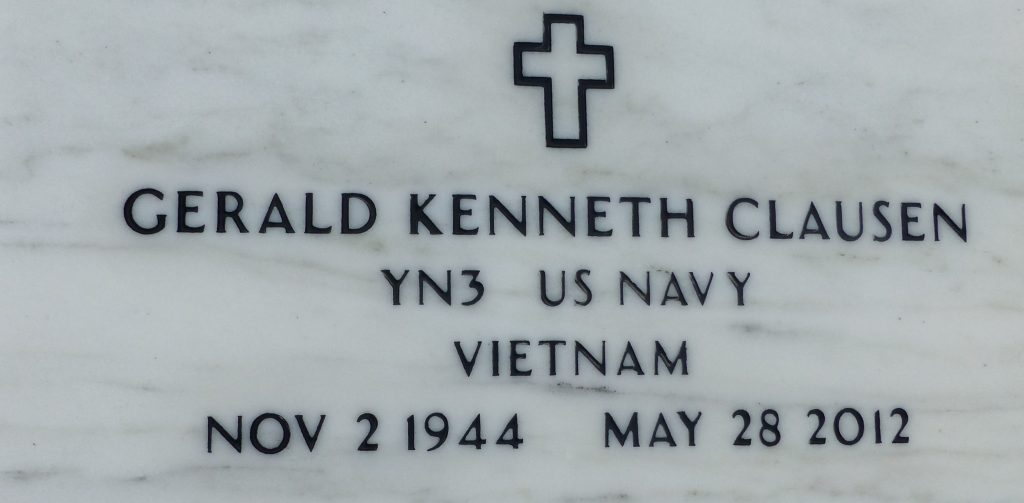 GERALD KENNETH CLAUSEN
YN3 US NAVY
VIETNAM
NOV 2 1944 MAY 28 2012